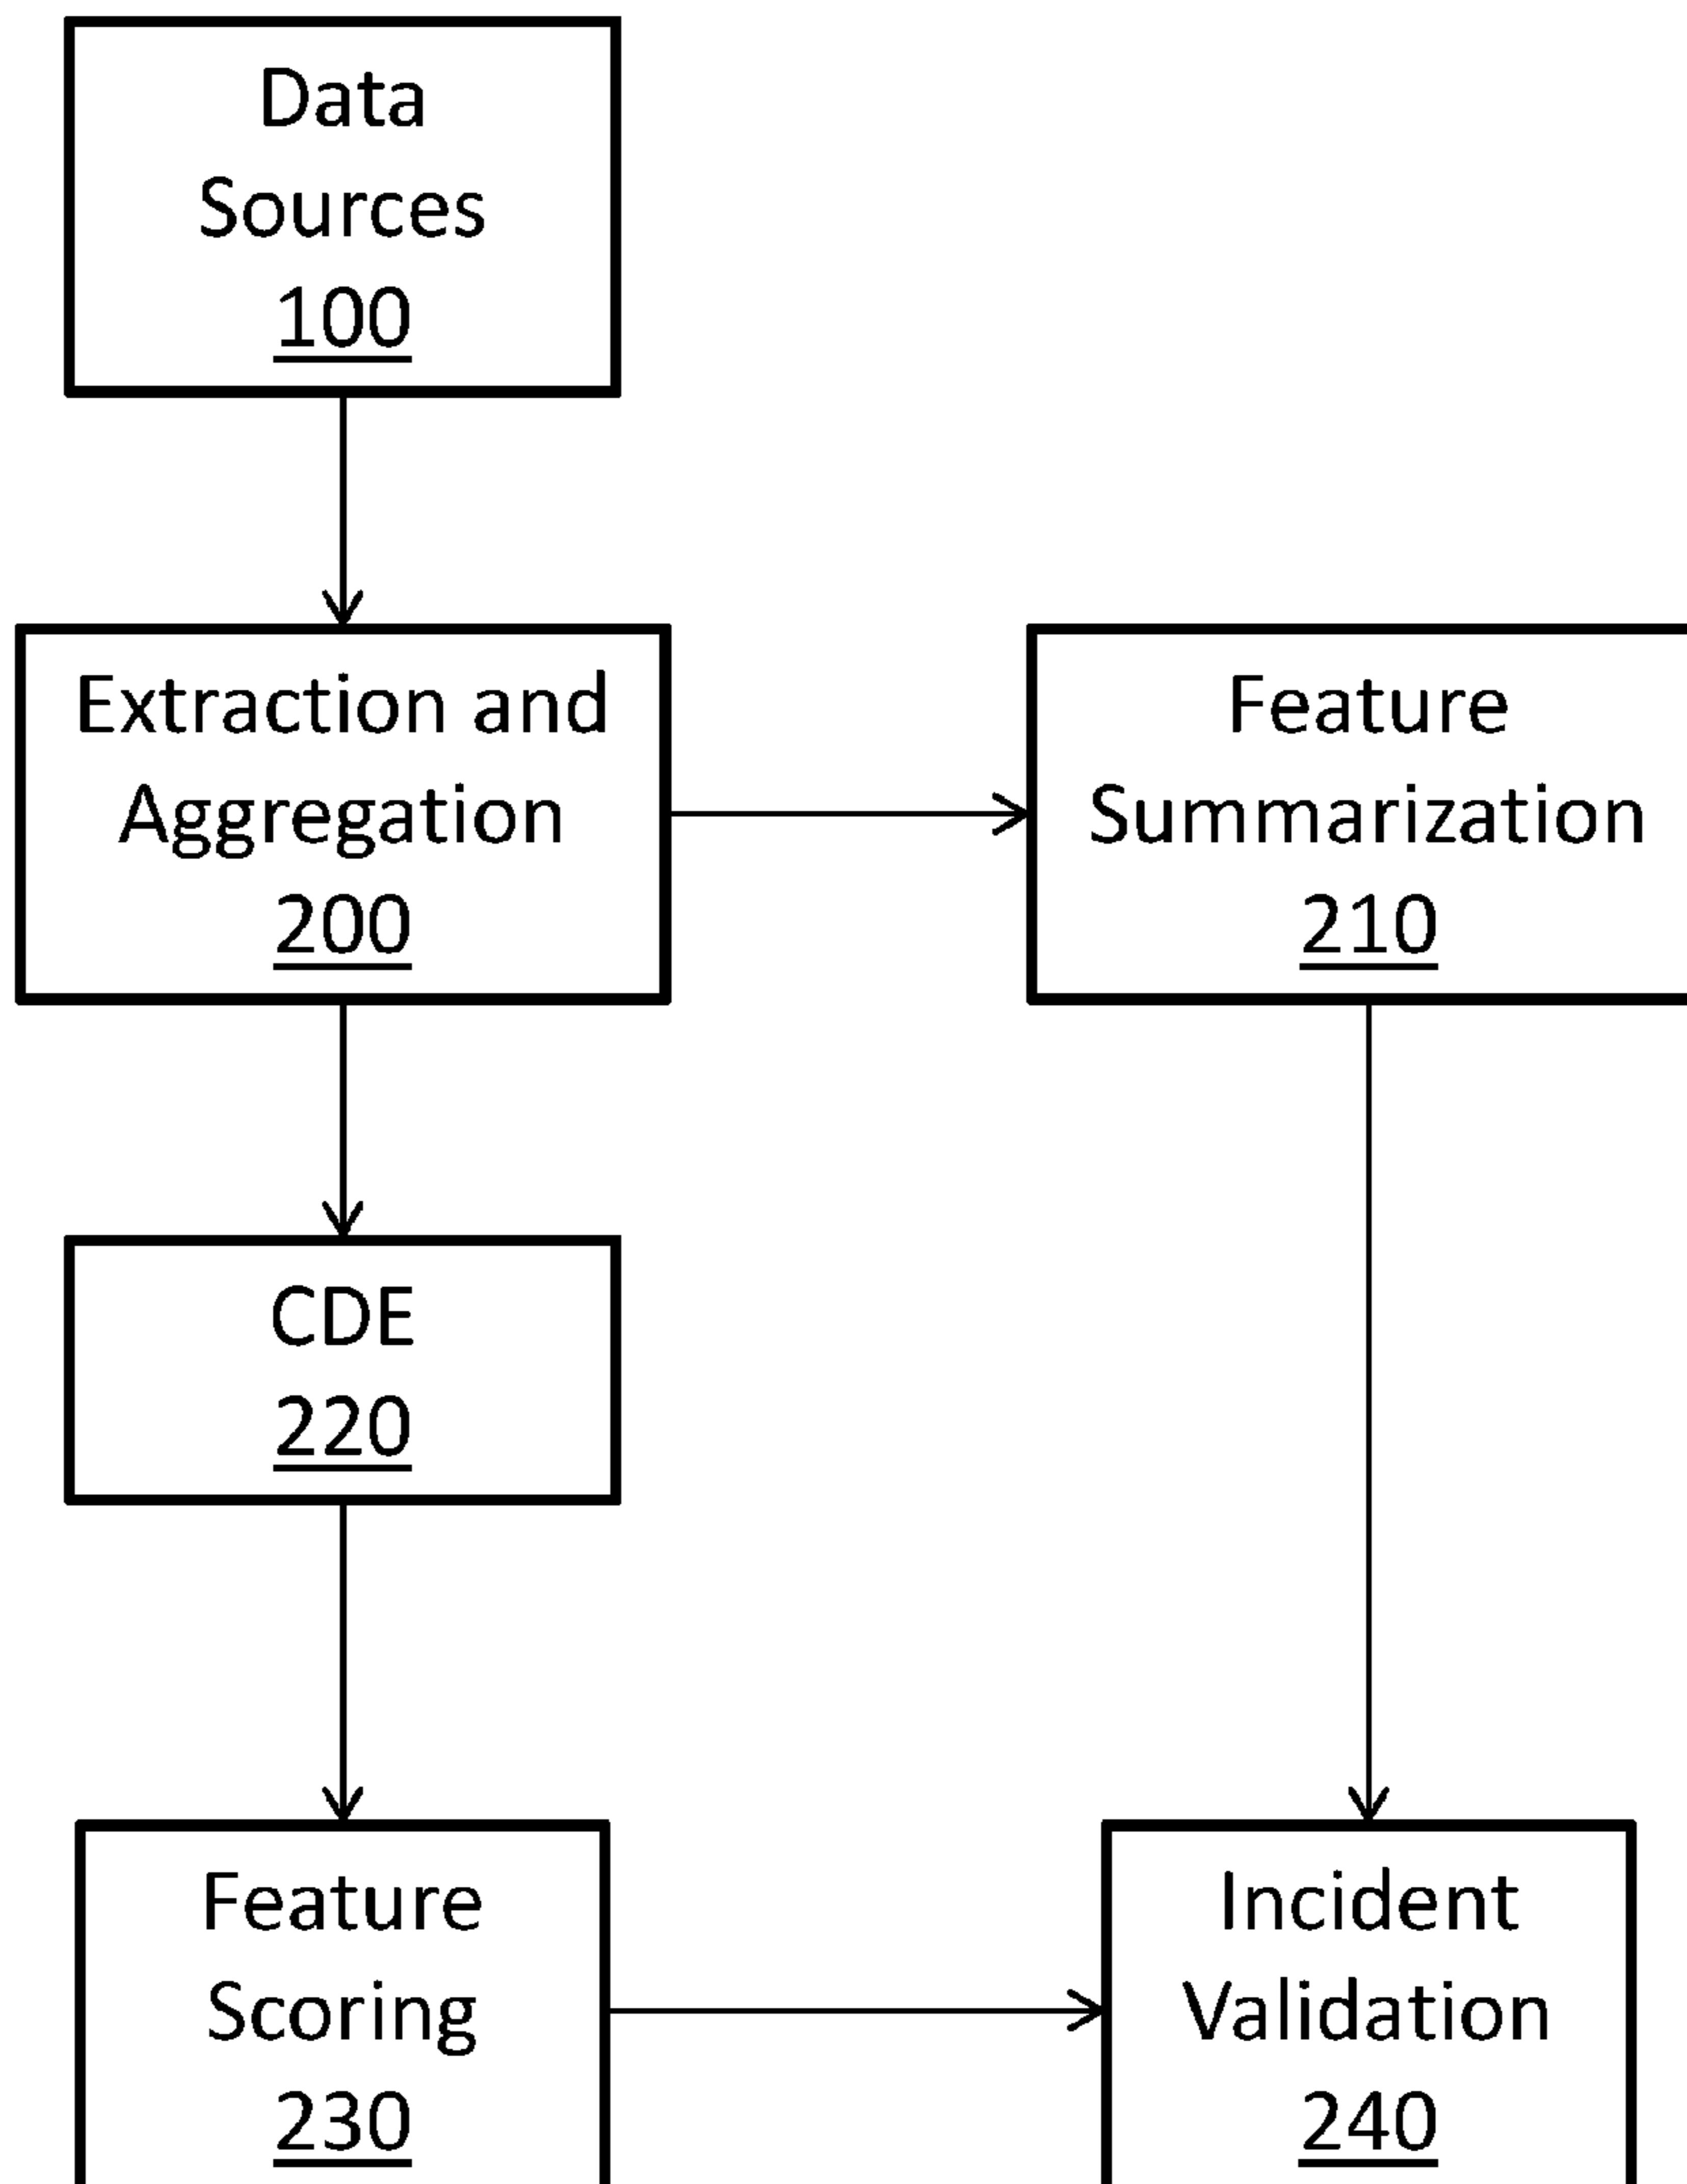 Data
Sources
100
Extraction and
Aggregation
200
Feature
Summarization
210
CDE
220
Feature
Scoring
230
Incident
Validation
240